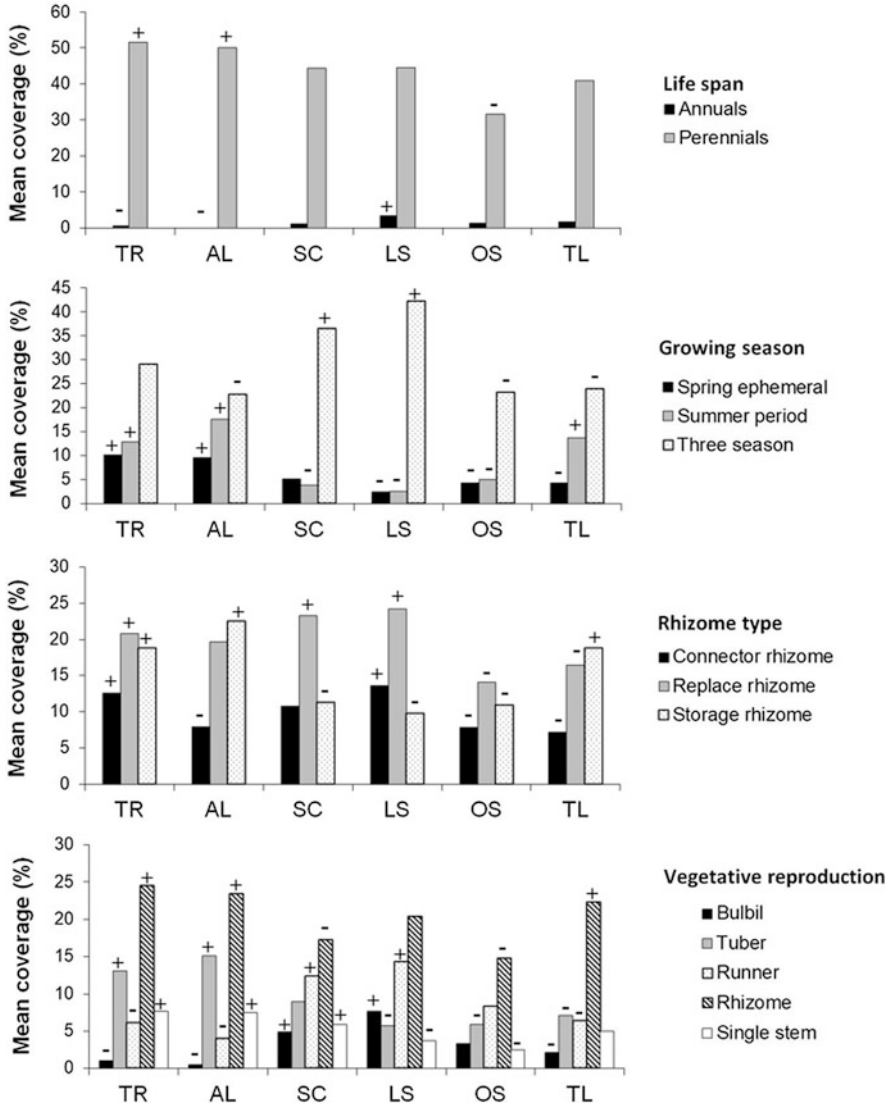 Mean coverage (%)
60
50
40
30
20
10
0
+ + -
- - +
TR AL SC LS OS TL
Life span
Annuals
Perennials
Mean coverage (%)
45
40
35
30
25
20
15
10
5
0
+ + + + - + - - - + - - - - - + -
TR AL SC LS OS TL
Growing season
Spring ephemeral
Summer period
Three season
Mean coverage (%)
30
25
20
15
10
5
0
+ + + - + + - + + - - - - - +
TR AL SC LS OS TL
Rhizome type
Connector rhizome
Replace rhizome
Storage rhizome
Mean coverage (%)
30
25
20
15
10
5
0
- + - + + - + - + + + + - + + - + - - - - - - - +
TR AL SC LS OS TL
Vegetative reproduction
Bulbil
Tuber
Runner
Rhizome
Single stem